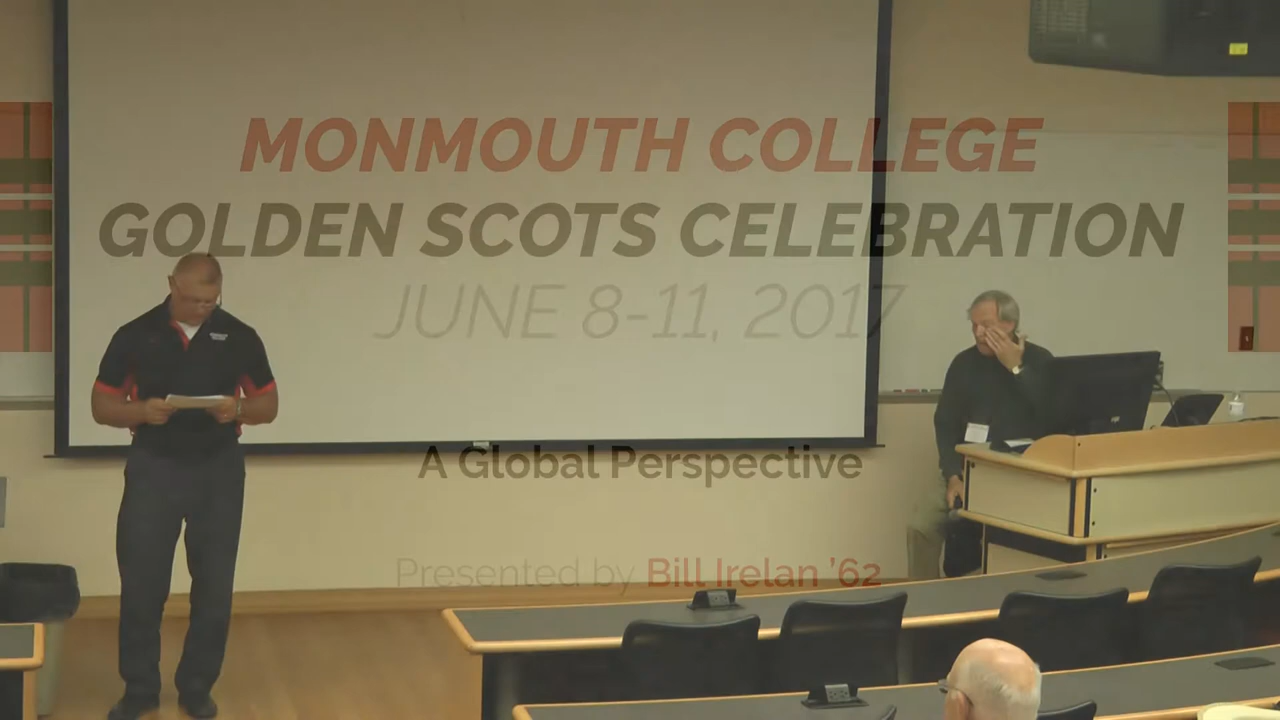 MONMOUTH COLLEGE
GOLDEN SCOTS CELEBRATION
JUNE 8-11, 2017
A Global Perspective
Presented by Bill Irelan '62